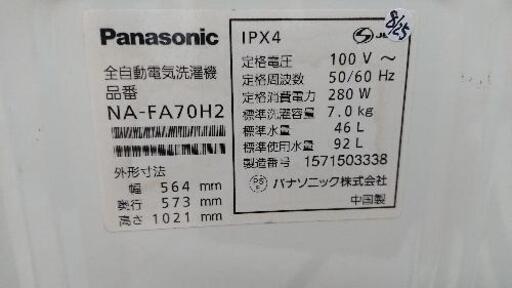 Panasonic
全自動電気洗濯機
品番
NA-FA70H2
外形寸法
幅 564 mm
奥行 573 mm
高さ 1021 mm
IPX4
8/25
定格電圧 100 V ~
定格周波数 50/60 Hz
定格消費電力 280 W
標準洗濯容量 7.0 kg
標準水量 46 L
標準使用水量 92 L
製造番号 1571503338
PS
E
パナソニック株式会社
中国製